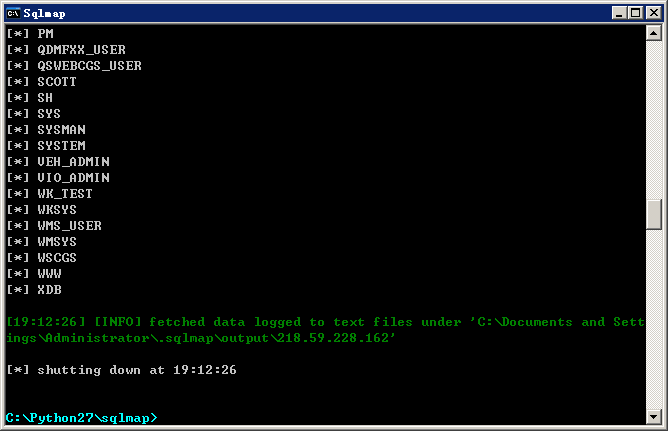 Sqlmap
[*] PM
[*] QDMFXX_USER
[*] QSWEBCGS_USER
[*] SCOTT
[*] SH
[*] SYS
[*] SYSMAN
[*] SYSTEM
[*] VEH_ADMIN
[*] VIO_ADMIN
[*] WK_TEST
[*] WKSYS
[*] WMS_USER
[*] WMSYS
[*] WSCGS
[*] WWW
[*] XDB
[19:12:26] [INFO] fetched data logged to text files under 'C:\Documents and Sett
ings\Administrator\.sqlmap\output\218.59.228.162'
[*] shutting down at 19:12:26
C:\Python27\sqlmap>